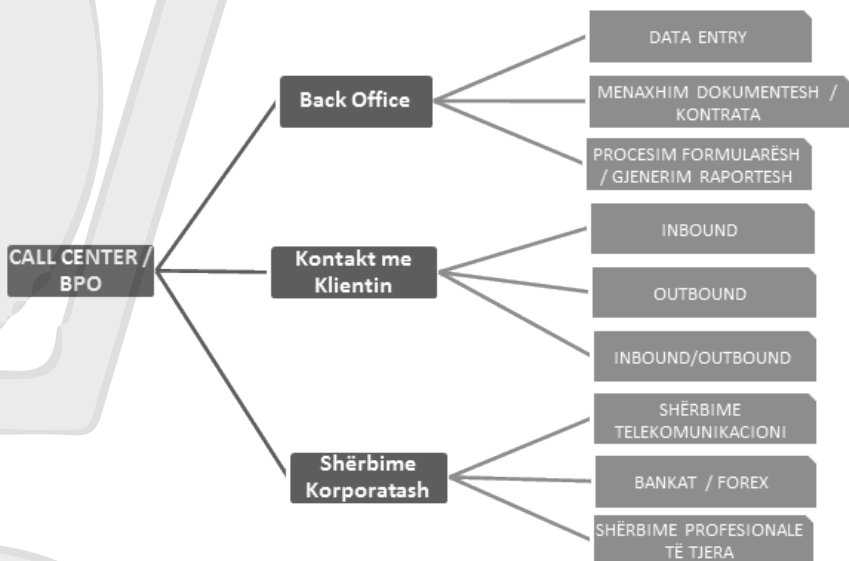 CALL CENTER /
BPO
Back Office
DATA ENTRY
MENAXHIM DOKUMENTESH /
KONTRATA
PROCESIM FORMULARËSH
/ GJENERIM RAPORTESH
Kontakt me
Klientin
INBOUND
OUTBOUND
INBOUND/OUTBOUND
Shërbime
Korporatash
SHËRBIME
TELEKOMUNIKACIONI
BANKAT / FOREX
SHËRBIME PROFESIONALE
TË TJERA